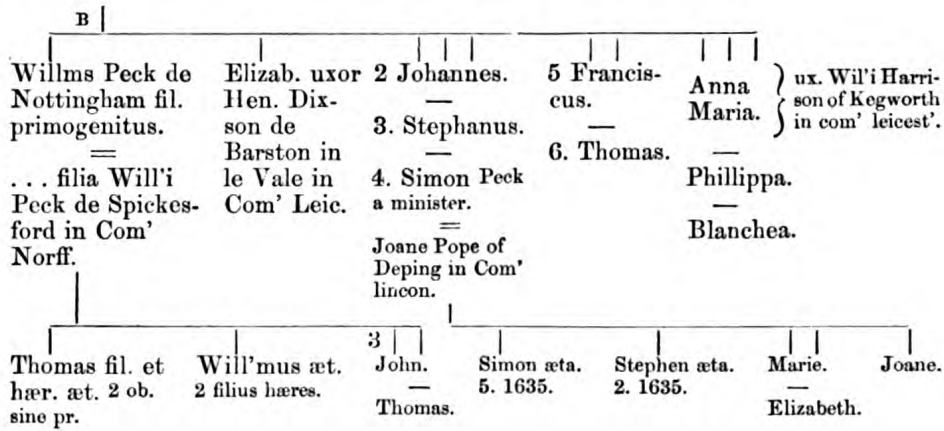 B
Willms Peck de
Nottingham fil.
primogenitus.
=
. . . filia Will'i
Peck de Spickes-
ford in Com'
Norff.
Elizab. uxor
Hen. Dix-
son de
Barston in
le Vale in
Com' Leic.
2 Johannes.
—
3. Stephanus.
—
4. Simon Peck
a minister.
=
Joane Pope of
Deping in Com'
lincon.
5 Francis-
cus.
—
6. Thomas.
Anna
Maria.
—
Phillippa.
—
Blanchea.
ux. Wil'i Harri-
son of Kegworth
in com' leicest'.
Thomas fil. et
hær. æt. 2 ob.
sine pr.
Will'mus æt.
2 filius hæres.
3
John.
—
Thomas.
Simon æta.
5. 1635.
Stephen æta.
2. 1635.
Marie.
—
Elizabeth.
Joane.